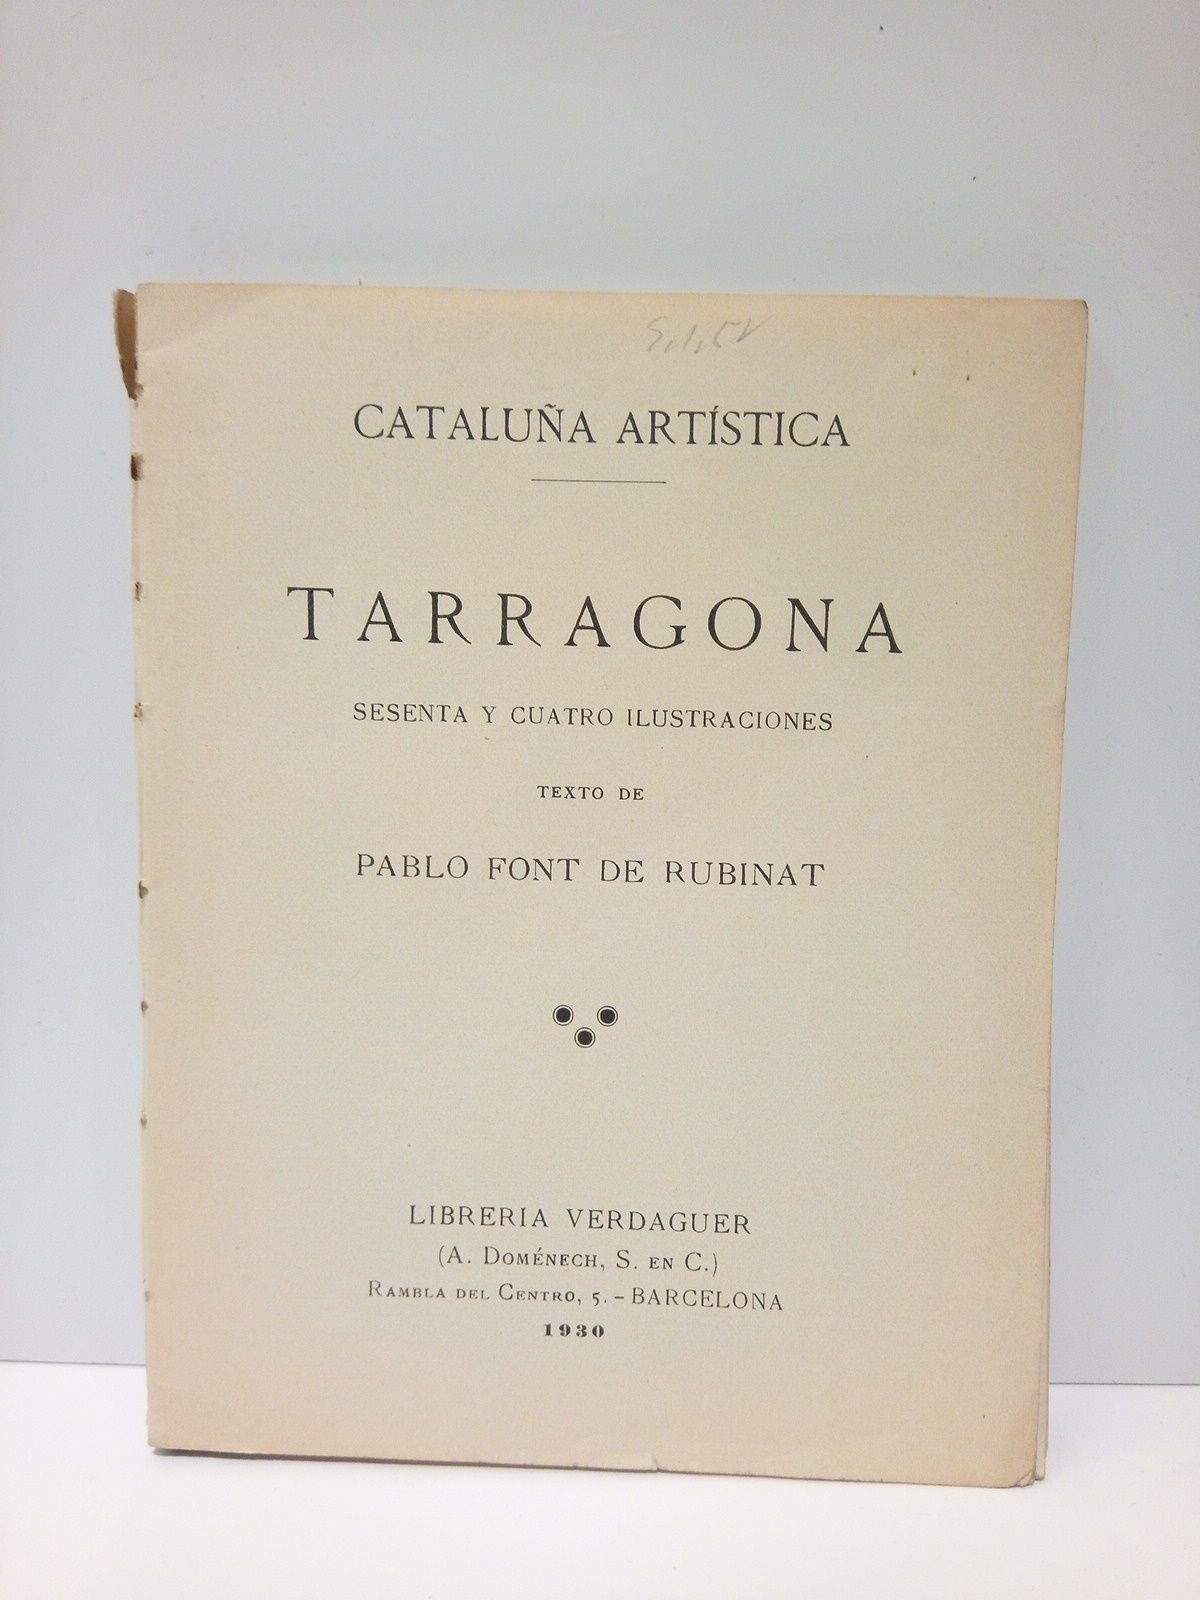 CATALUÑA ARTÍSTICA
TARRAGONA
SESENTA Y CUATRO ILUSTRACIONES
TEXTO DE
PABLO FONT DE RUBINAT
LIBRERIA VERDAGUER
(A. DOMÉNECH, S. EN C.)
RAMBLA DEL CENTRO, 5. - BARCELONA
1930